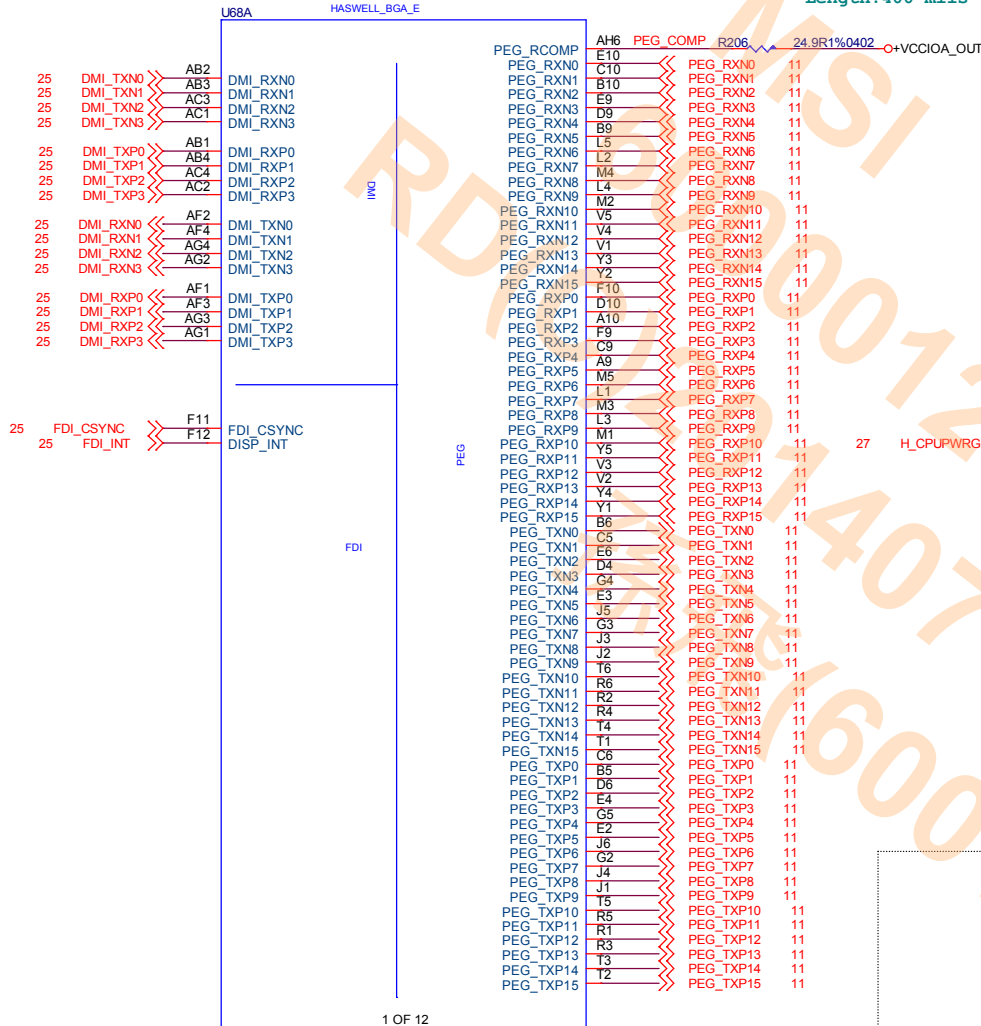 Length:400 mils
U68A HASWELL_BGA_E
PEG_RCOMP AH6 PEG_COMP R206 24.9R1%0402 +VCCIOA_OUT
25 DMI_TXN0 AB2 DMI_RXN0
25 DMI_TXN1 AB3 DMI_RXN1
25 DMI_TXN2 AC3 DMI_RXN2
25 DMI_TXN3 AC1 DMI_RXN3
25 DMI_TXP0 AB1 DMI_RXP0
25 DMI_TXP1 AB4 DMI_RXP1
25 DMI_TXP2 AC4 DMI_RXP2
25 DMI_TXP3 AC2 DMI_RXP3
25 DMI_RXN0 AF2 DMI_TXN0
25 DMI_RXN1 AF4 DMI_TXN1
25 DMI_RXN2 AG4 DMI_TXN2
25 DMI_RXN3 AG2 DMI_TXN3
25 DMI_RXP0 AF1 DMI_TXP0
25 DMI_RXP1 AF3 DMI_TXP1
25 DMI_RXP2 AG3 DMI_TXP2
25 DMI_RXP3 AG1 DMI_TXP3
25 FDI_CSYNC F11 FDI_CSYNC
25 FDI_INT F12 DISP_INT
DMI
PEG
FDI
PEG_RXN0 E10 PEG_RXN0 11
PEG_RXN1 C10 PEG_RXN1 11
PEG_RXN2 B10 PEG_RXN2 11
PEG_RXN3 E9 PEG_RXN3 11
PEG_RXN4 D9 PEG_RXN4 11
PEG_RXN5 B9 PEG_RXN5 11
PEG_RXN6 L5 PEG_RXN6 11
PEG_RXN7 L2 PEG_RXN7 11
PEG_RXN8 M4 PEG_RXN8 11
PEG_RXN9 L4 PEG_RXN9 11
PEG_RXN10 M2 PEG_RXN10 11
PEG_RXN11 V5 PEG_RXN11 11
PEG_RXN12 V4 PEG_RXN12 11
PEG_RXN13 V1 PEG_RXN13 11
PEG_RXN14 Y3 PEG_RXN14 11
PEG_RXN15 Y2 PEG_RXN15 11
PEG_RXP0 F10 PEG_RXP0 11
PEG_RXP1 D10 PEG_RXP1 11
PEG_RXP2 A10 PEG_RXP2 11
PEG_RXP3 F9 PEG_RXP3 11
PEG_RXP4 C9 PEG_RXP4 11
PEG_RXP5 A9 PEG_RXP5 11
PEG_RXP6 M5 PEG_RXP6 11
PEG_RXP7 L1 PEG_RXP7 11
PEG_RXP8 M3 PEG_RXP8 11
PEG_RXP9 L3 PEG_RXP9 11
PEG_RXP10 M1 PEG_RXP10 11 27 H_CPUPWRG
PEG_RXP11 Y5 PEG_RXP11 11
PEG_RXP12 V3 PEG_RXP12 11
PEG_RXP13 V2 PEG_RXP13 11
PEG_RXP14 Y4 PEG_RXP14 11
PEG_RXP15 Y1 PEG_RXP15 11
PEG_TXN0 B6 PEG_TXN0 11
PEG_TXN1 C5 PEG_TXN1 11
PEG_TXN2 E6 PEG_TXN2 11
PEG_TXN3 D4 PEG_TXN3 11
PEG_TXN4 G4 PEG_TXN4 11
PEG_TXN5 E3 PEG_TXN5 11
PEG_TXN6 J5 PEG_TXN6 11
PEG_TXN7 G3 PEG_TXN7 11
PEG_TXN8 J3 PEG_TXN8 11
PEG_TXN9 J2 PEG_TXN9 11
PEG_TXN10 T6 PEG_TXN10 11
PEG_TXN11 R6 PEG_TXN11 11
PEG_TXN12 R2 PEG_TXN12 11
PEG_TXN13 R4 PEG_TXN13 11
PEG_TXN14 T4 PEG_TXN14 11
PEG_TXN15 T1 PEG_TXN15 11
PEG_TXP0 C6 PEG_TXP0 11
PEG_TXP1 B5 PEG_TXP1 11
PEG_TXP2 D6 PEG_TXP2 11
PEG_TXP3 E4 PEG_TXP3 11
PEG_TXP4 G5 PEG_TXP4 11
PEG_TXP5 E2 PEG_TXP5 11
PEG_TXP6 J6 PEG_TXP6 11
PEG_TXP7 G2 PEG_TXP7 11
PEG_TXP8 J4 PEG_TXP8 11
PEG_TXP9 J1 PEG_TXP9 11
PEG_TXP10 T5 PEG_TXP10 11
PEG_TXP11 R5 PEG_TXP11 11
PEG_TXP12 R1 PEG_TXP12 11
PEG_TXP13 R3 PEG_TXP13 11
PEG_TXP14 T3 PEG_TXP14 11
PEG_TXP15 T2 PEG_TXP15 11
1 OF 12
MSI
6000012
RD(C)201407
(600